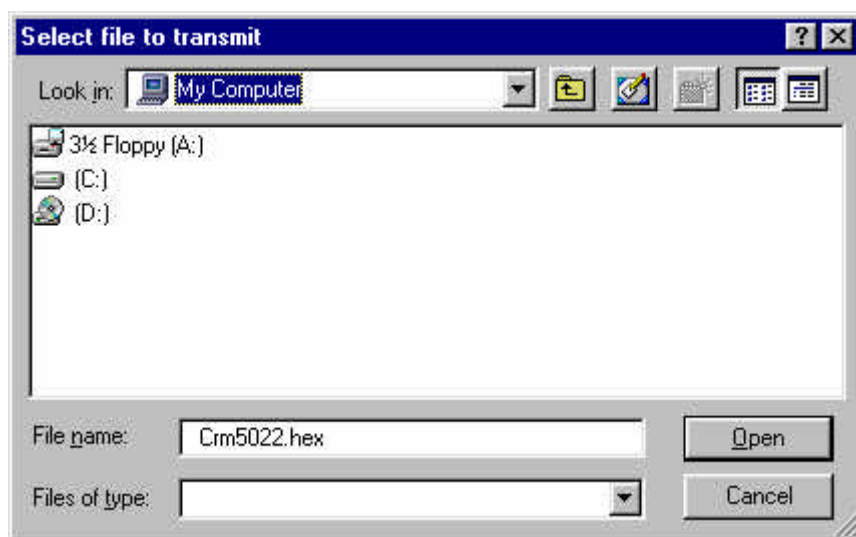 Select file to transmit
Look in: My Computer
3½ Floppy (A:)
(C:)
(D:)
File name: Crm5022.hex Open
Files of type: Cancel